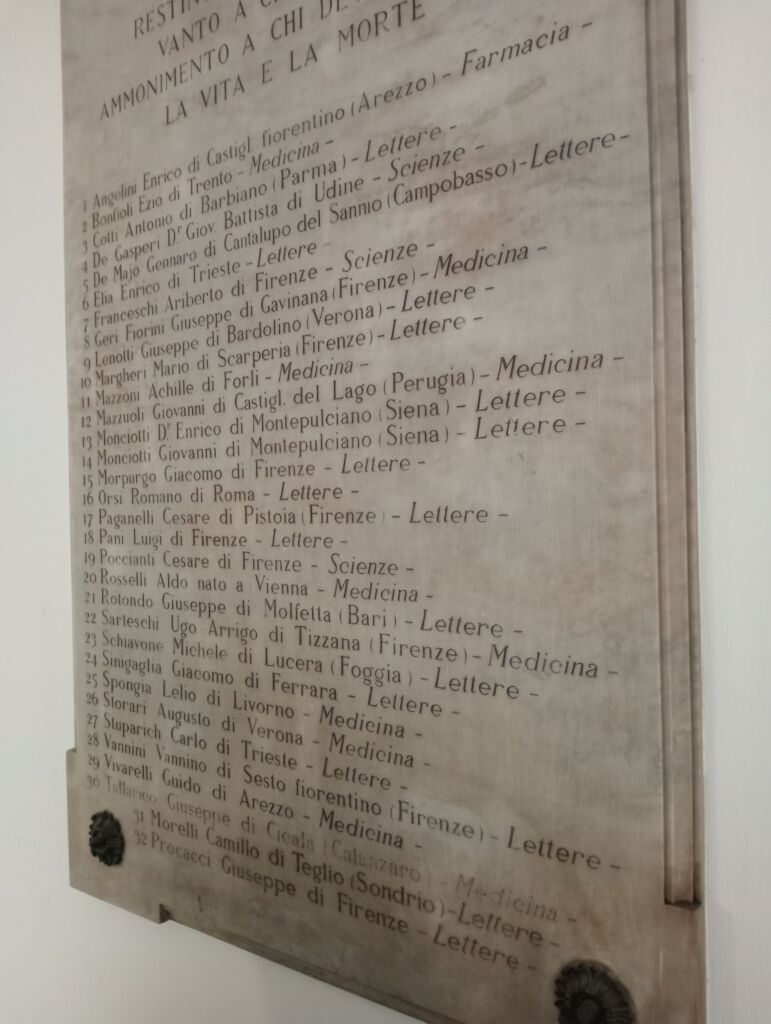 VANTO A
AMMONIMENTO A CHI
LA VITA E LA MORTE
1 Angelini Enrico di Castigl. fiorentino (Arezzo) - Farmacia -
2 Bonfioli Ezio di Trento - Medicina -
3 Cotti Antonio di Barbiano (Parma) - Lettere -
4 De Gasperi Dr Giov. Battista di Udine - Scienze -
5 De Majo Gennaro di Cantalupo del Sannio (Campobasso) - Lettere -
6 Elia Enrico di Trieste - Lettere -
7 Franceschi Ariberto di Firenze - Scienze -
8 Geri Fiorini Giuseppe di Gavinana (Firenze) - Medicina -
9 Lenotti Giuseppe di Bardolino (Verona) - Lettere -
10 Margheri Mario di Scarperia (Firenze) - Lettere -
11 Mazzoni Achille di Forlì - Medicina -
12 Mazzuoli Giovanni di Castigl. del Lago (Perugia) - Medicina -
13 Monciotti Dr Enrico di Montepulciano (Siena) - Lettere -
14 Monciotti Giovanni di Montepulciano (Siena) - Lettere -
15 Morpurgo Giacomo di Firenze - Lettere -
16 Orsi Romano di Roma - Lettere -
17 Paganelli Cesare di Pistoia (Firenze) - Lettere -
18 Pani Luigi di Firenze - Lettere -
19 Poccianti Cesare di Firenze - Scienze -
20 Rosselli Aldo nato a Vienna - Medicina -
21 Rotondo Giuseppe di Molfetta (Bari) - Lettere -
22 Sarteschi Ugo Arrigo di Tizzana (Firenze) - Medicina -
23 Schiavone Michele di Lucera (Foggia) - Lettere -
24 Sinigaglia Giacomo di Ferrara - Lettere -
25 Spongia Lelio di Livorno - Medicina -
26 Storari Augusto di Verona - Medicina -
27 Stuparich Carlo di Trieste - Lettere -
28 Vannini Vannino di Sesto fiorentino (Firenze) - Lettere -
29 Vivarelli Guido di Arezzo - Medicina -
30 Tallarico Giuseppe di Cicala (Catanzaro) - Medicina -
31 Morelli Camillo di Teglio (Sondrio) - Lettere -
32 Procacci Giuseppe di Firenze - Lettere -